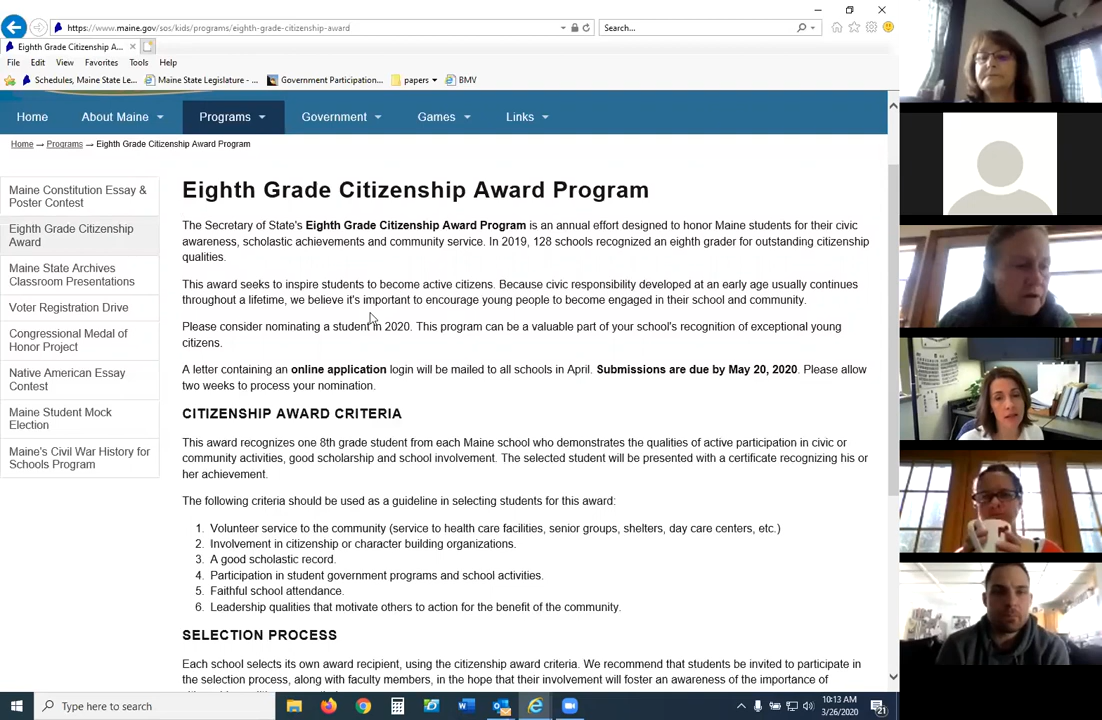 https://www.maine.gov/sos/kids/programs/eighth-grade-citizenship-award
Search...
Eighth Grade Citizenship A...
File Edit View Favorites Tools Help
Schedules, Maine State Le... Maine State Legislature - ... Government Participation... papers BMV
Home About Maine Programs Government Games Links
Home → Programs → Eighth Grade Citizenship Award Program
Maine Constitution Essay &
Poster Contest
Eighth Grade Citizenship
Award
Maine State Archives
Classroom Presentations
Voter Registration Drive
Congressional Medal of
Honor Project
Native American Essay
Contest
Maine Student Mock
Election
Maine's Civil War History for
Schools Program
Eighth Grade Citizenship Award Program
The Secretary of State's Eighth Grade Citizenship Award Program is an annual effort designed to honor Maine students for their civic
awareness, scholastic achievements and community service. In 2019, 128 schools recognized an eighth grader for outstanding citizenship
qualities.
This award seeks to inspire students to become active citizens. Because civic responsibility developed at an early age usually continues
throughout a lifetime, we believe it's important to encourage young people to become engaged in their school and community.
Please consider nominating a student in 2020. This program can be a valuable part of your school's recognition of exceptional young
citizens.
A letter containing an online application login will be mailed to all schools in April. Submissions are due by May 20, 2020. Please allow
two weeks to process your nomination.
CITIZENSHIP AWARD CRITERIA
This award recognizes one 8th grade student from each Maine school who demonstrates the qualities of active participation in civic or
community activities, good scholarship and school involvement. The selected student will be presented with a certificate recognizing his or
her achievement.
The following criteria should be used as a guideline in selecting students for this award:
1. Volunteer service to the community (service to health care facilities, senior groups, shelters, day care centers, etc.)
2. Involvement in citizenship or character building organizations.
3. A good scholastic record.
4. Participation in student government programs and school activities.
5. Faithful school attendance.
6. Leadership qualities that motivate others to action for the benefit of the community.
SELECTION PROCESS
Each school selects its own award recipient, using the citizenship award criteria. We recommend that students be invited to participate in
the selection process, along with faculty members, in the hope that their involvement will foster an awareness of the importance of
Type here to search
10:13 AM
3/26/2020
21